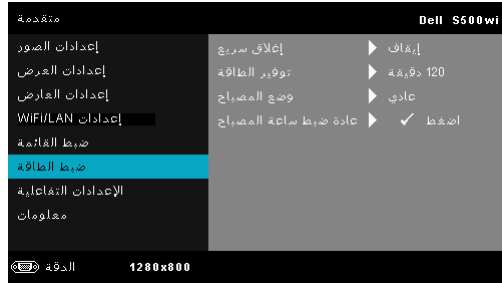 متقدمة
Dell S500wi
إعدادات الصور
إعدادات العرض
إعدادات العارض
إعدادات WiFi/LAN
ضبط القائمة
ضبط الطاقة
الإعدادات التفاعلية
معلومات
إغلاق سريع إيقاف
توفير الطاقة 120 دقيقة
وضع المصباح عادي
عادة ضبط ساعة المصباح اضغط ✓
الدقة 1280x800